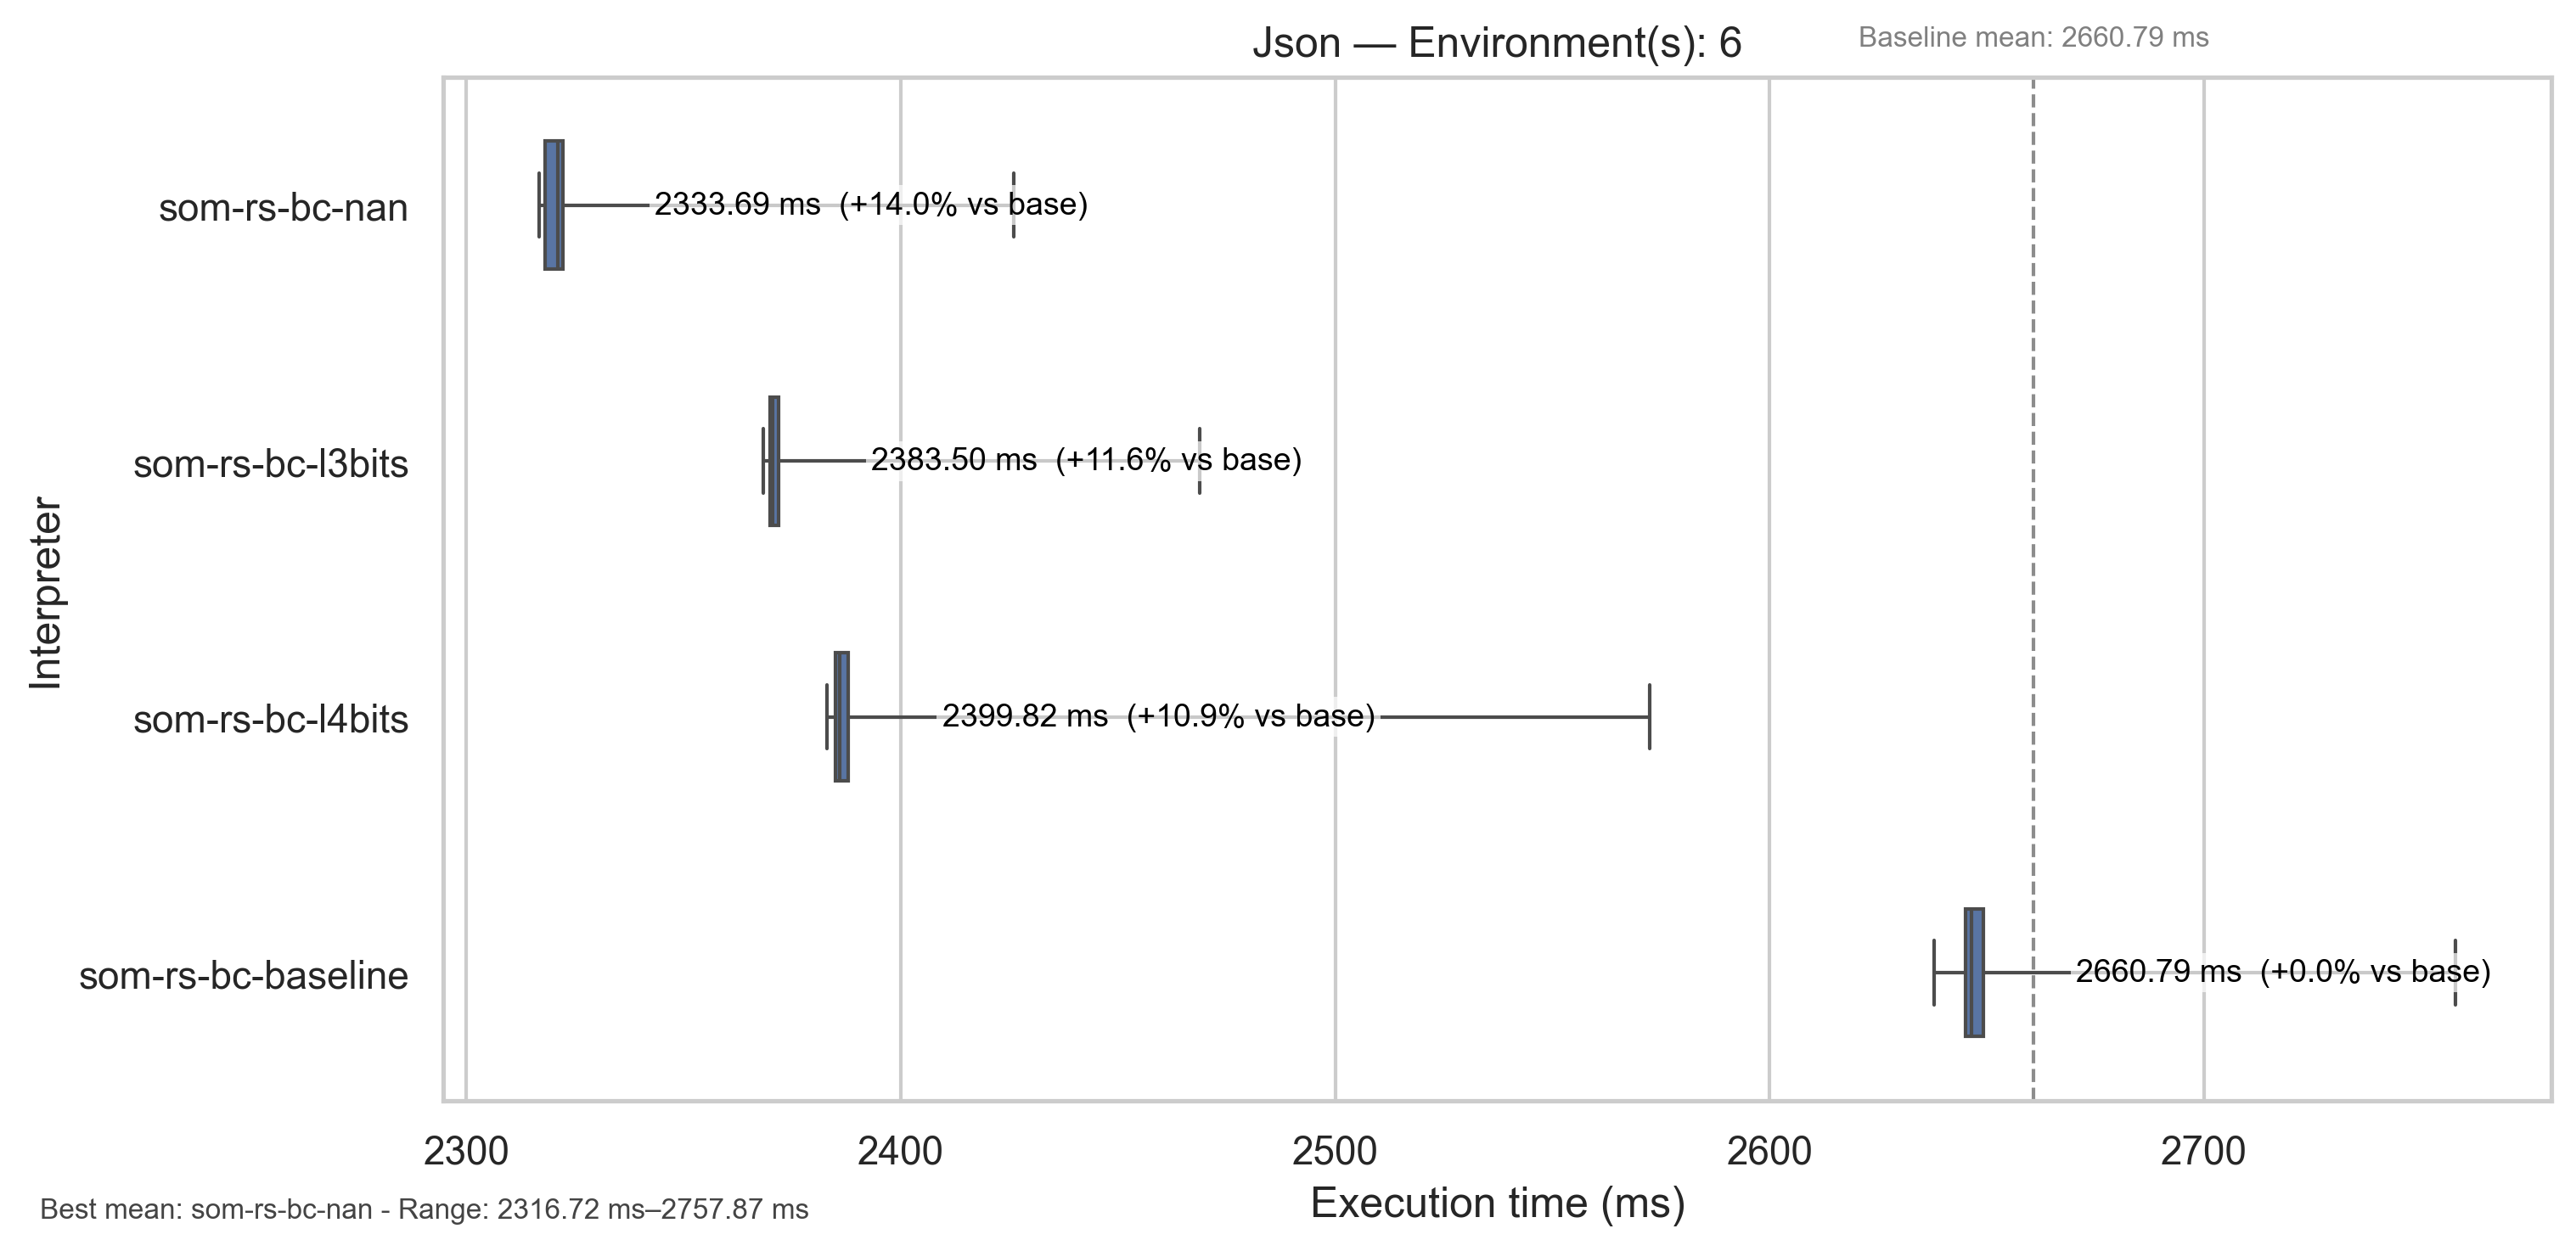 Json — Environment(s): 6
Baseline mean: 2660.79 ms
som-rs-bc-nan
2333.69 ms (+14.0% vs base)
som-rs-bc-l3bits
2383.50 ms (+11.6% vs base)
Interpreter
som-rs-bc-l4bits
2399.82 ms (+10.9% vs base)
som-rs-bc-baseline
2660.79 ms (+0.0% vs base)
2300 2400 2500 2600 2700
Execution time (ms)
Best mean: som-rs-bc-nan - Range: 2316.72 ms–2757.87 ms